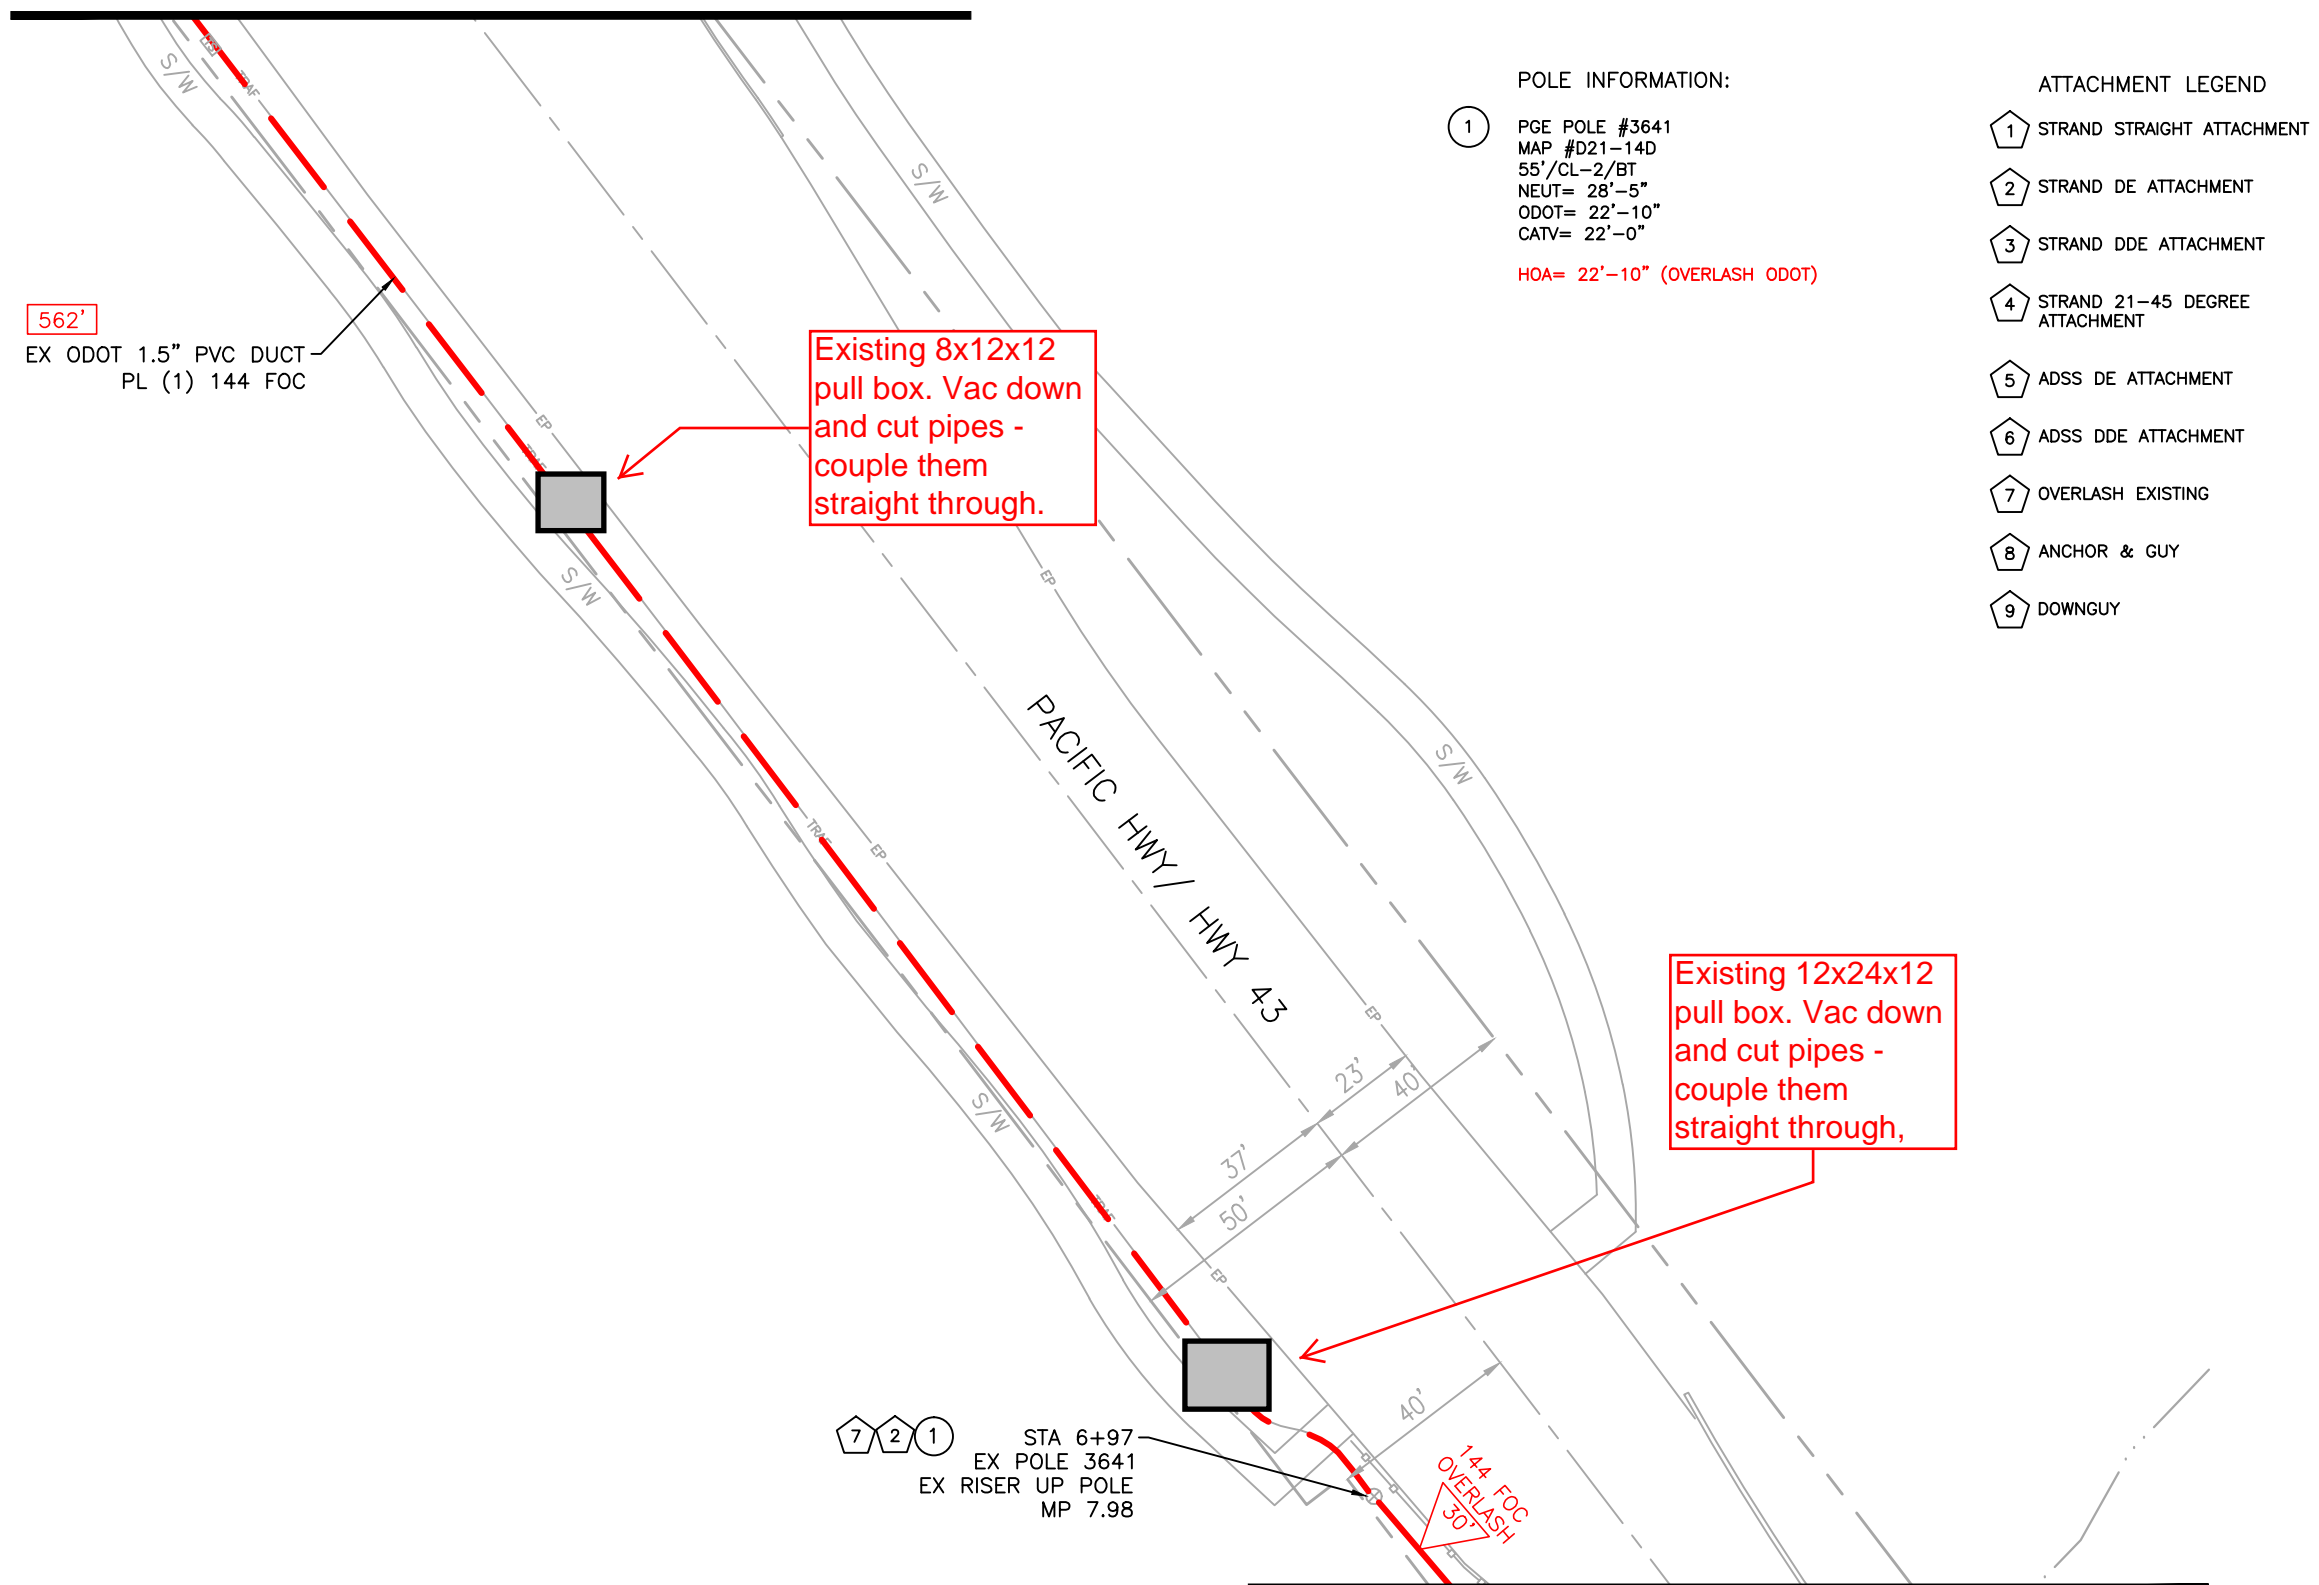 POLE INFORMATION:
1
PGE POLE #3641
MAP #D21-14D
55'/CL-2/BT
NEUT= 28'-5"
ODOT= 22'-10"
CATV= 22'-0"
HOA= 22'-10" (OVERLASH ODOT)
ATTACHMENT LEGEND
1 STRAND STRAIGHT ATTACHMENT
2 STRAND DE ATTACHMENT
3 STRAND DDE ATTACHMENT
4 STRAND 21-45 DEGREE
ATTACHMENT
5 ADSS DE ATTACHMENT
6 ADSS DDE ATTACHMENT
7 OVERLASH EXISTING
8 ANCHOR & GUY
9 DOWNGUY
S/W
TRAF
S/W
562'
EX ODOT 1.5" PVC DUCT
PL (1) 144 FOC
Existing 8x12x12
pull box. Vac down
and cut pipes -
couple them
straight through.
EP
TRAF
S/W
EP
PACIFIC HWY/ HWY 43
S/W
TRAF
EP
Existing 12x24x12
pull box. Vac down
and cut pipes -
couple them
straight through,
EP
23'
40'
37'
50'
S/W
TRAF
EP
40'
7 2 1
STA 6+97
EX POLE 3641
EX RISER UP POLE
MP 7.98
144 FOC
OVERLASH
30'